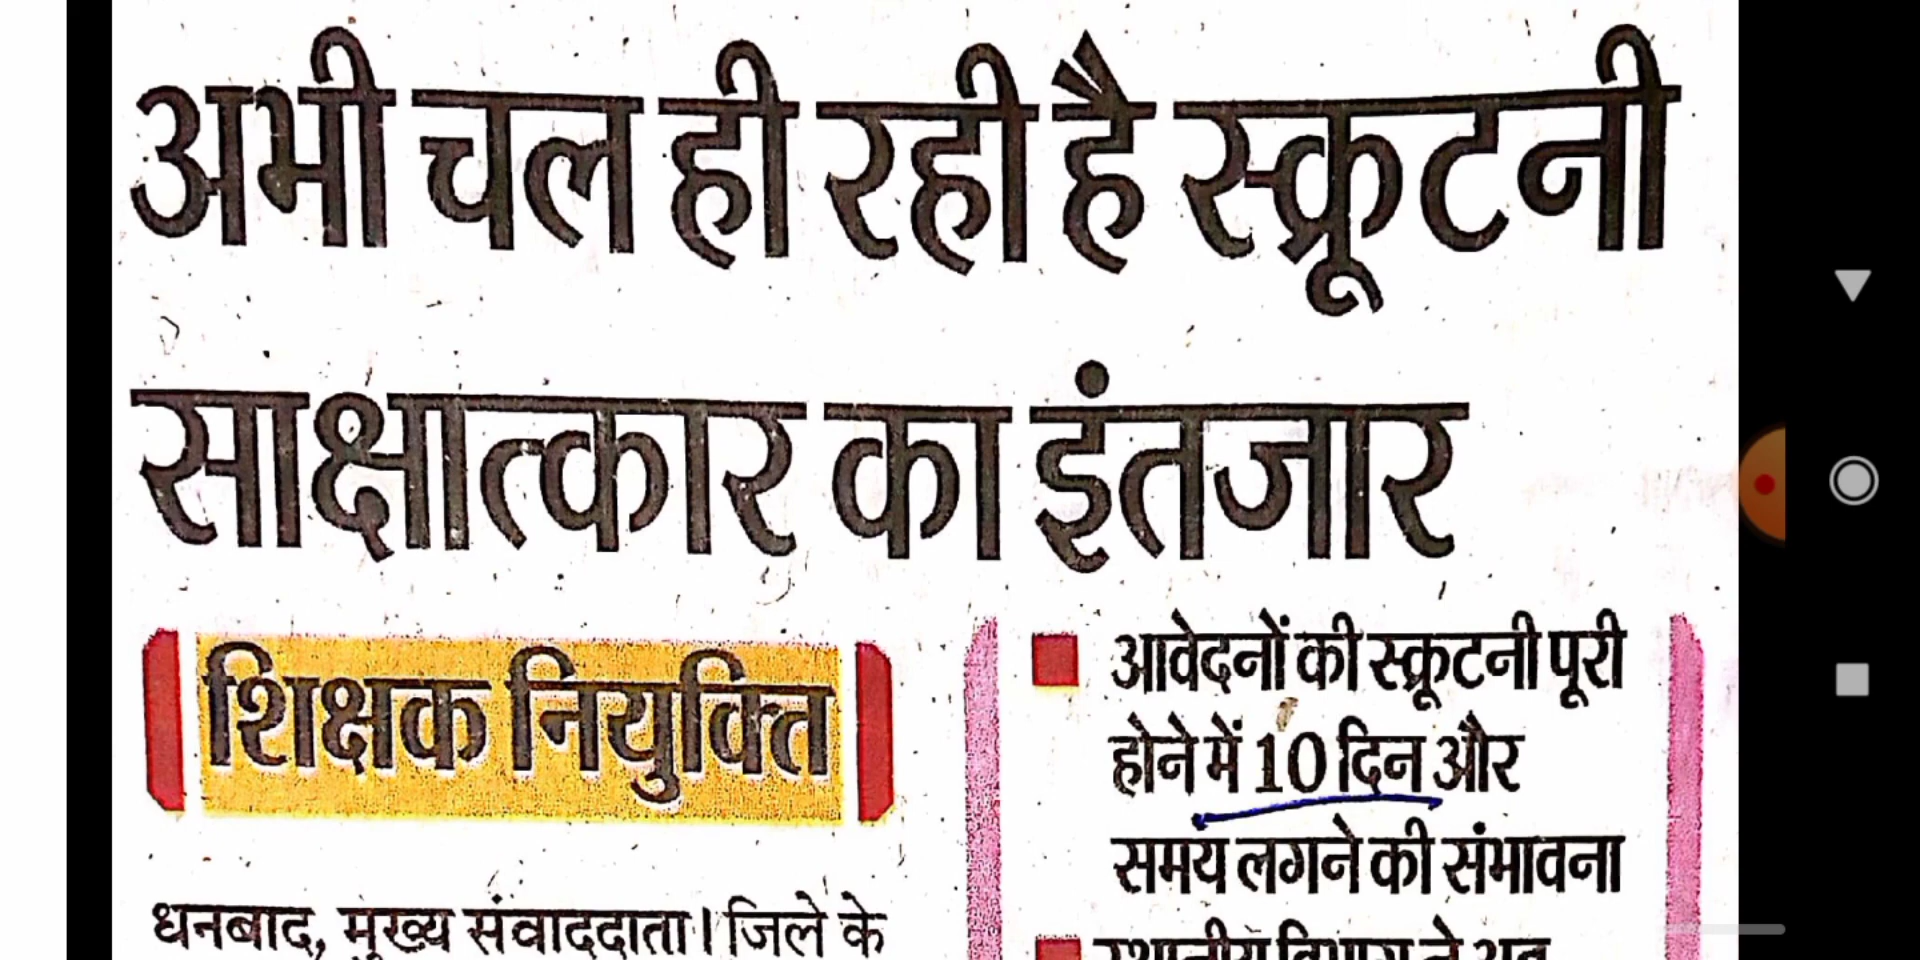 अभी चल ही रही है स्क्रूटनी
साक्षात्कार का इंतजार
शिक्षक नियुक्ति
धनबाद, मुख्य संवाददाता। जिले के
आवेदनों की स्क्रूटनी पूरी
होने में 10 दिन और
समय लगने की संभावना